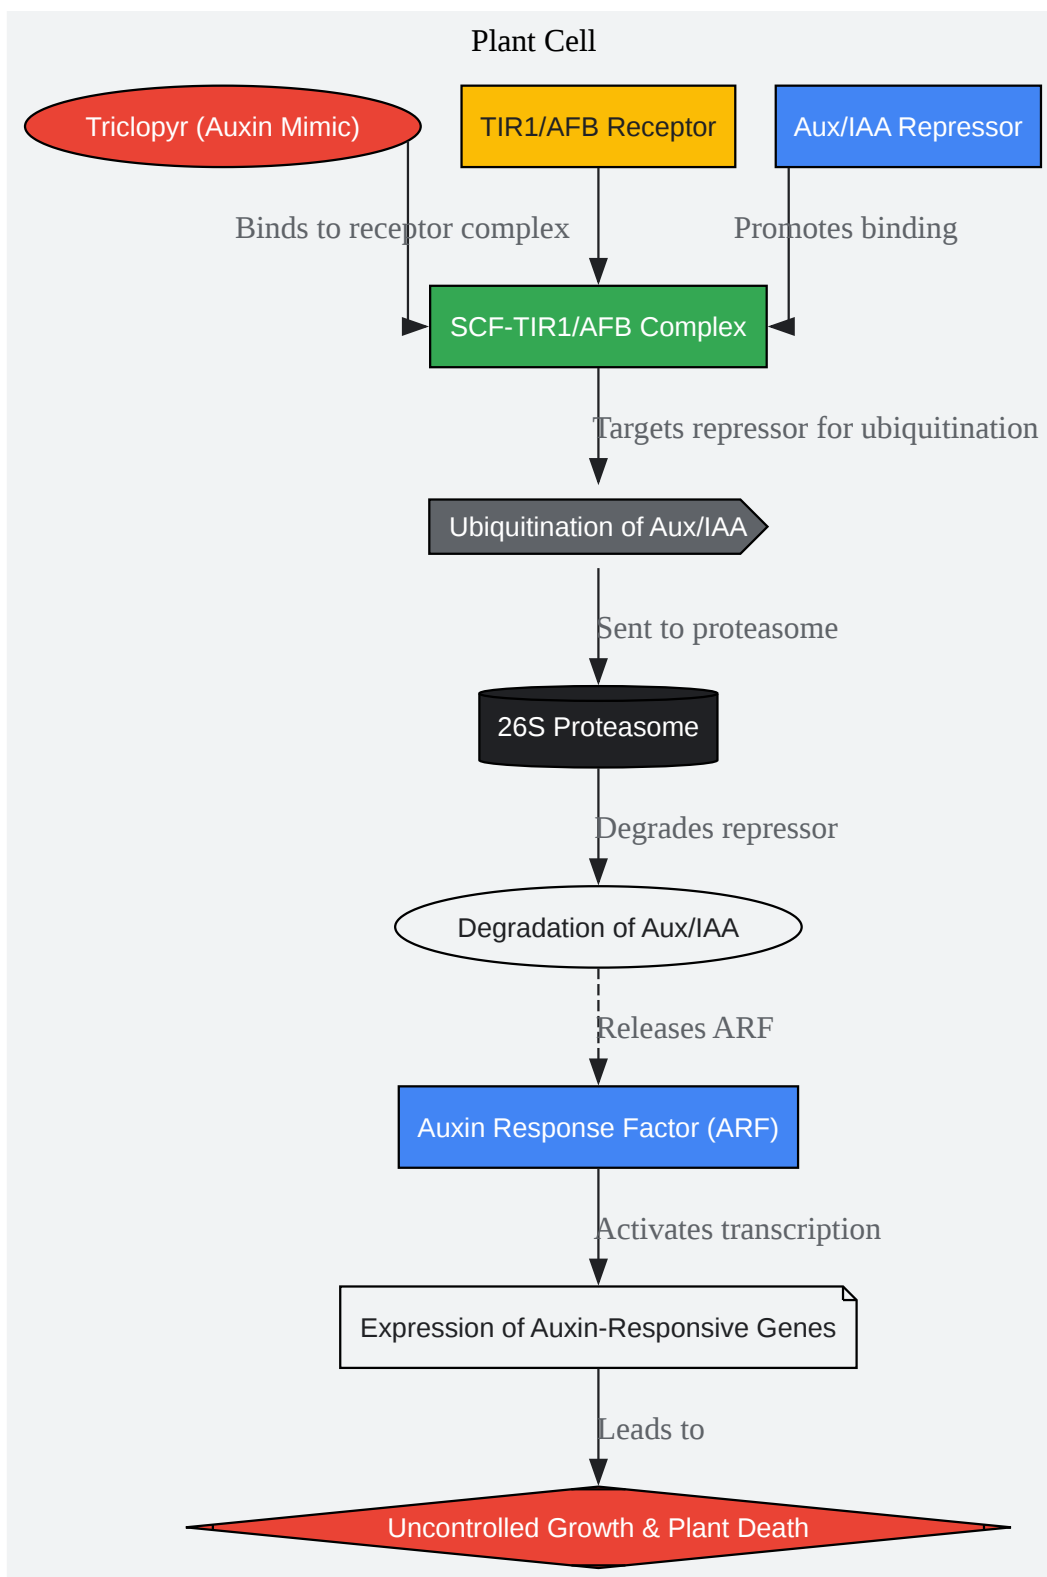 Plant Cell
Triclopyr (Auxin Mimic)
TIR1/AFB Receptor
Aux/IAA Repressor
Binds to receptor complex
Promotes binding
SCF-TIR1/AFB Complex
Targets repressor for ubiquitination
Ubiquitination of Aux/IAA
Sent to proteasome
26S Proteasome
Degrades repressor
Degradation of Aux/IAA
Releases ARF
Auxin Response Factor (ARF)
Activates transcription
Expression of Auxin-Responsive Genes
Leads to
Uncontrolled Growth & Plant Death